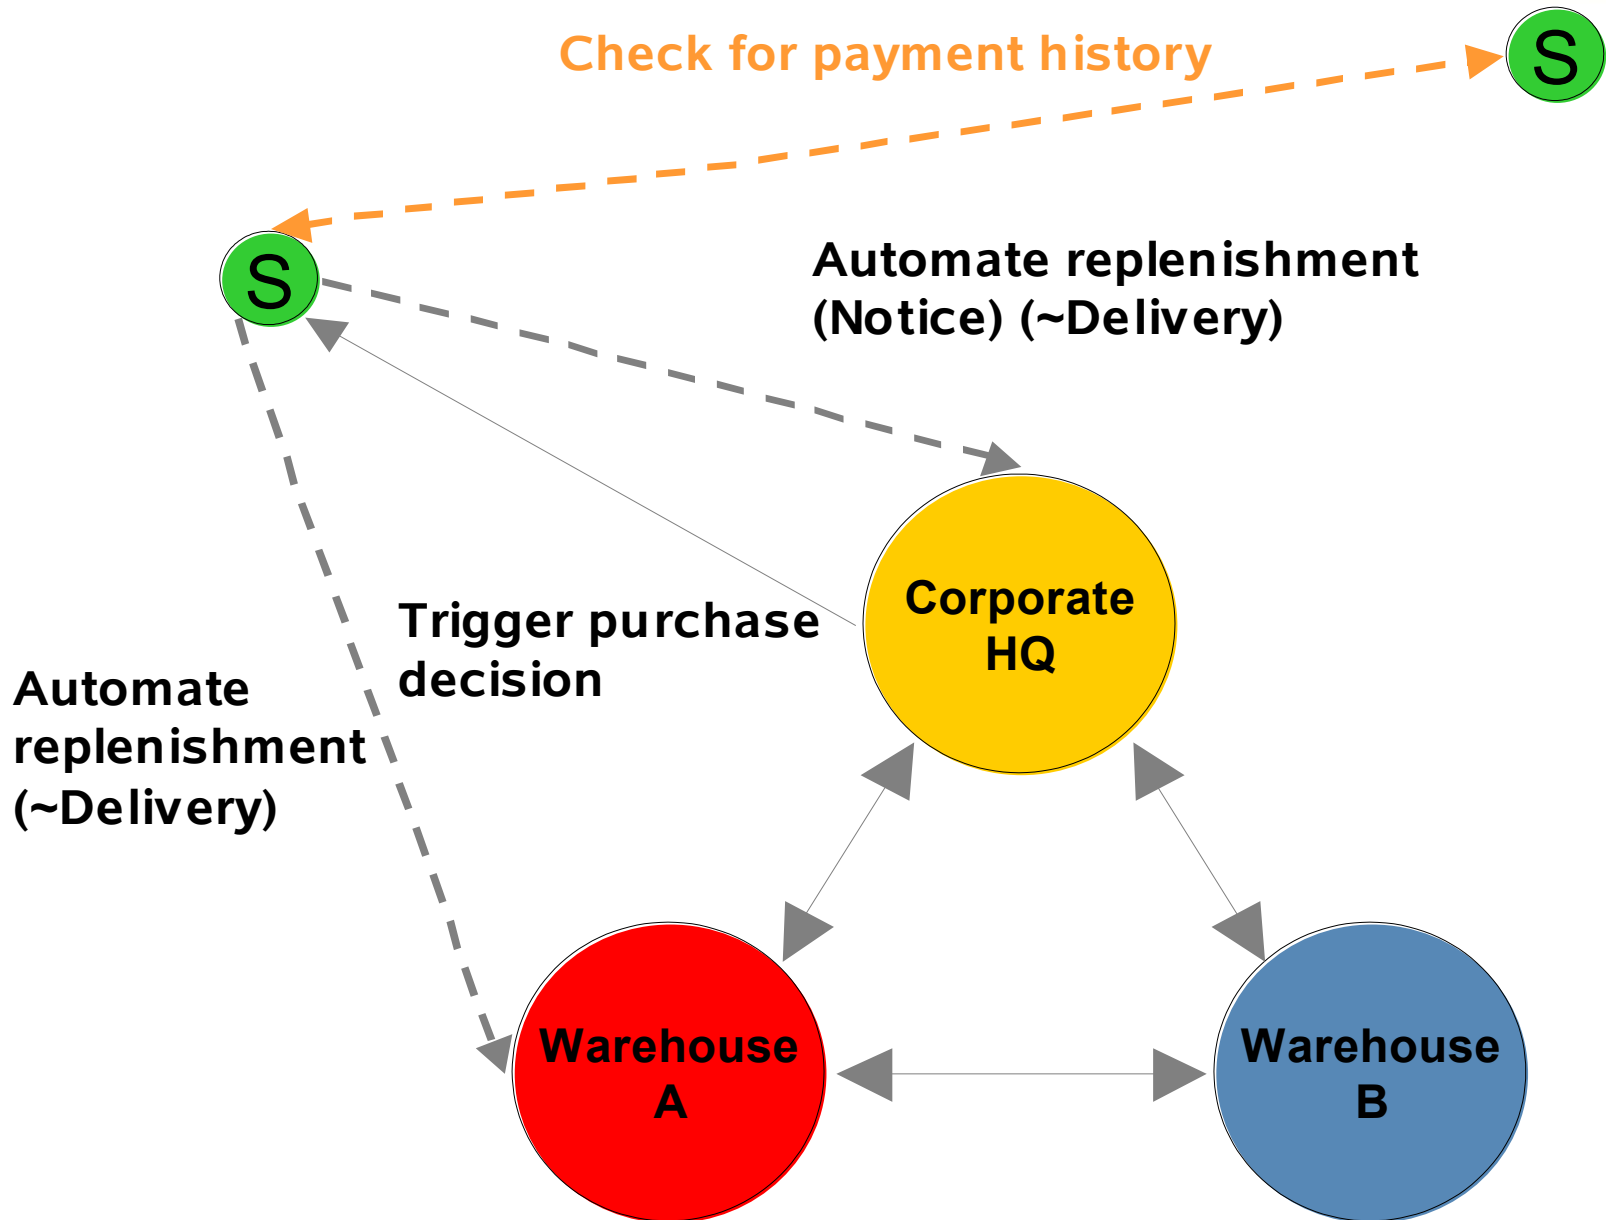 Check for payment history
S
S
Automate replenishment
(Notice) (~Delivery)
Corporate
HQ
Trigger purchase
decision
Automate
replenishment
(~Delivery)
Warehouse
A
Warehouse
B